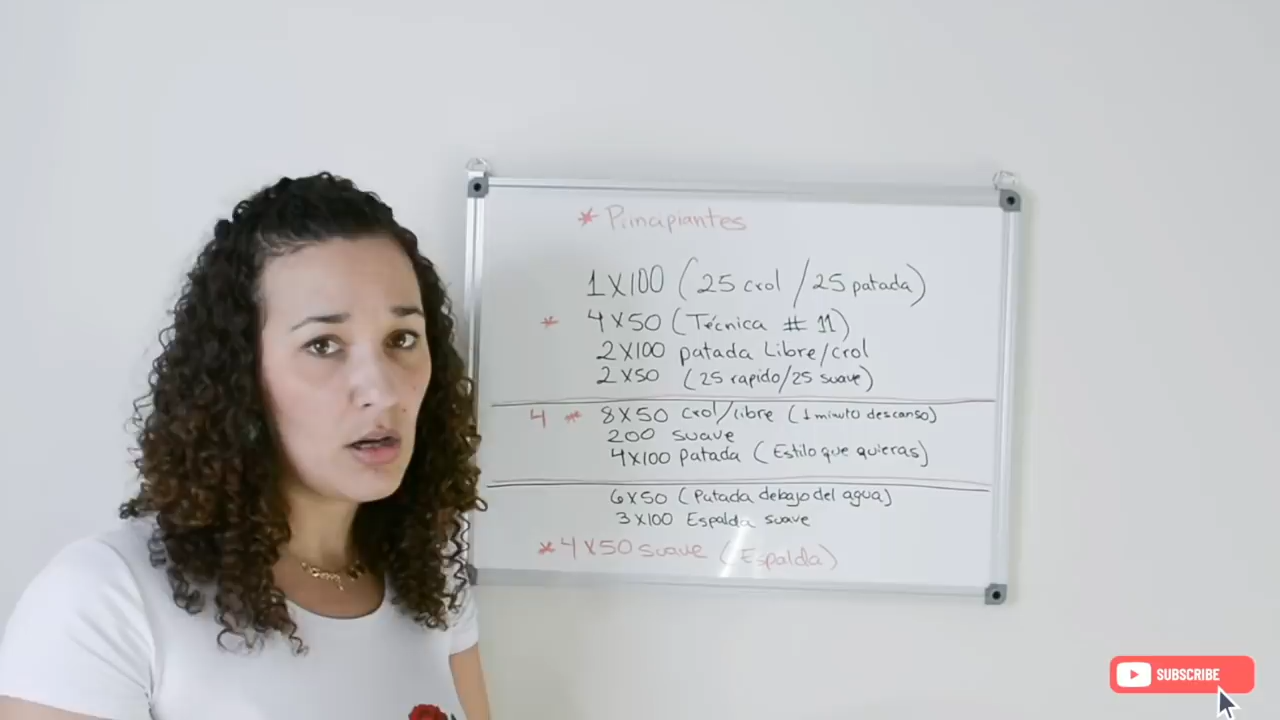 * Principiantes
1X100 (25 crol /25 patada)
* 4X50 (Técnica # 11)
2X100 patada Libre/crol
2X50 (25 rapido/25 suave)
4 * 8X50 crol/libre (1 minuto descanso)
200 suave
4X100 patada (Estilo que quieras)
6X50 (Patada debajo del agua)
3X100 Espalda suave
*4X50 suave (Espalda)
SUBSCRIBE